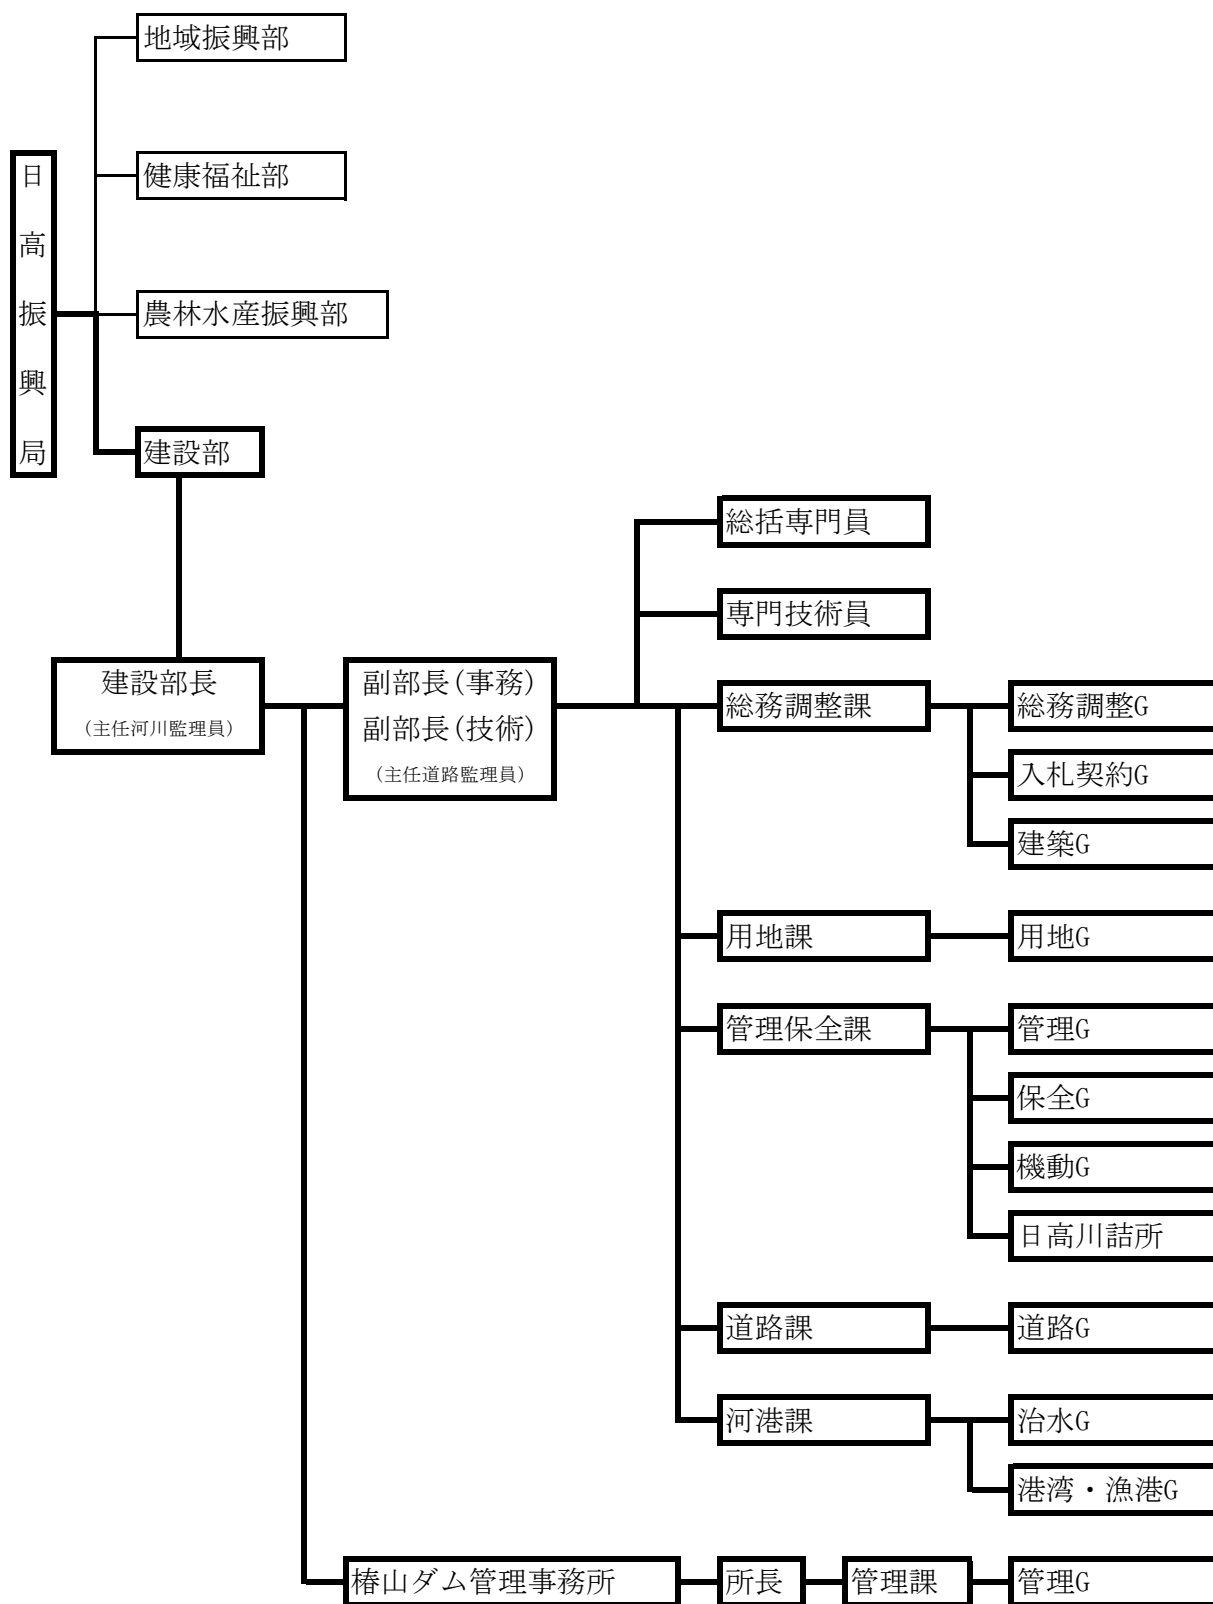 地域振興部
健康福祉部
日高振興局
農林水産振興部
建設部
総括専門員
専門技術員
建設部長
(主任河川監理員)
副部長(事務)
副部長(技術)
(主任道路監理員)
総務調整課
総務調整G
入札契約G
建築G
用地課
用地G
管理保全課
管理G
保全G
機動G
日高川詰所
道路課
道路G
河港課
治水G
港湾・漁港G
椿山ダム管理事務所
所長
管理課
管理G